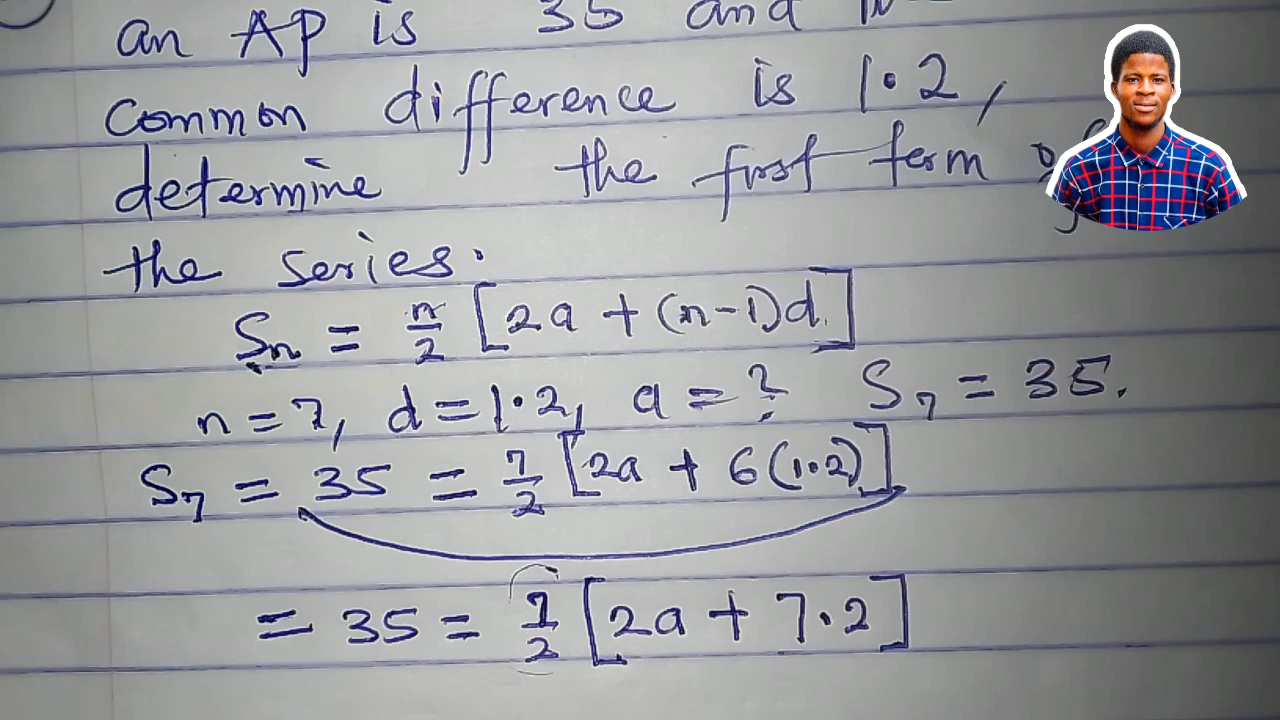 an AP is 35 and
common difference is 1.2,
determine the first term of
the series.
Sₙ = n/2 [2a + (n-1)d.]
n = 7, d = 1.2, a = ? S₇ = 35.
S₇ = 35 = 7/2 [2a + 6(1.2)]
= 35 = 7/2 [2a + 7.2]